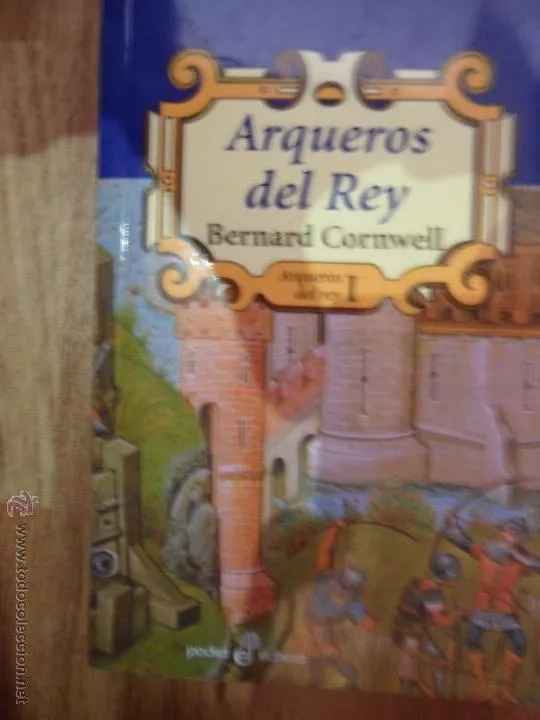 Arqueros
del Rey
Bernard Cornwell
Arqueros
del rey I
pocket edhasa
www.todocoleccion.net